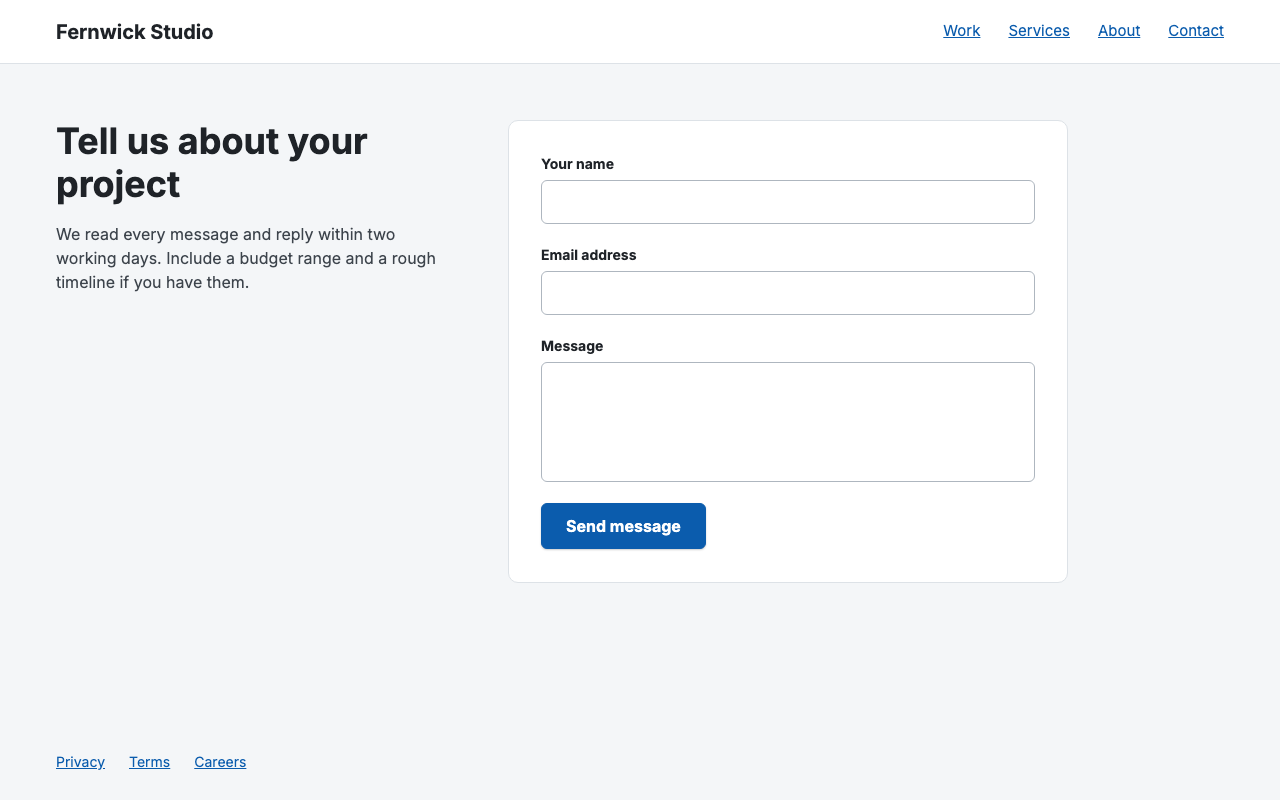 Fernwick Studio
Work
Services
About
Contact
Tell us about your
project
We read every message and reply within two
working days. Include a budget range and a rough
timeline if you have them.
Your name
Email address
Message
Send message
Privacy
Terms
Careers